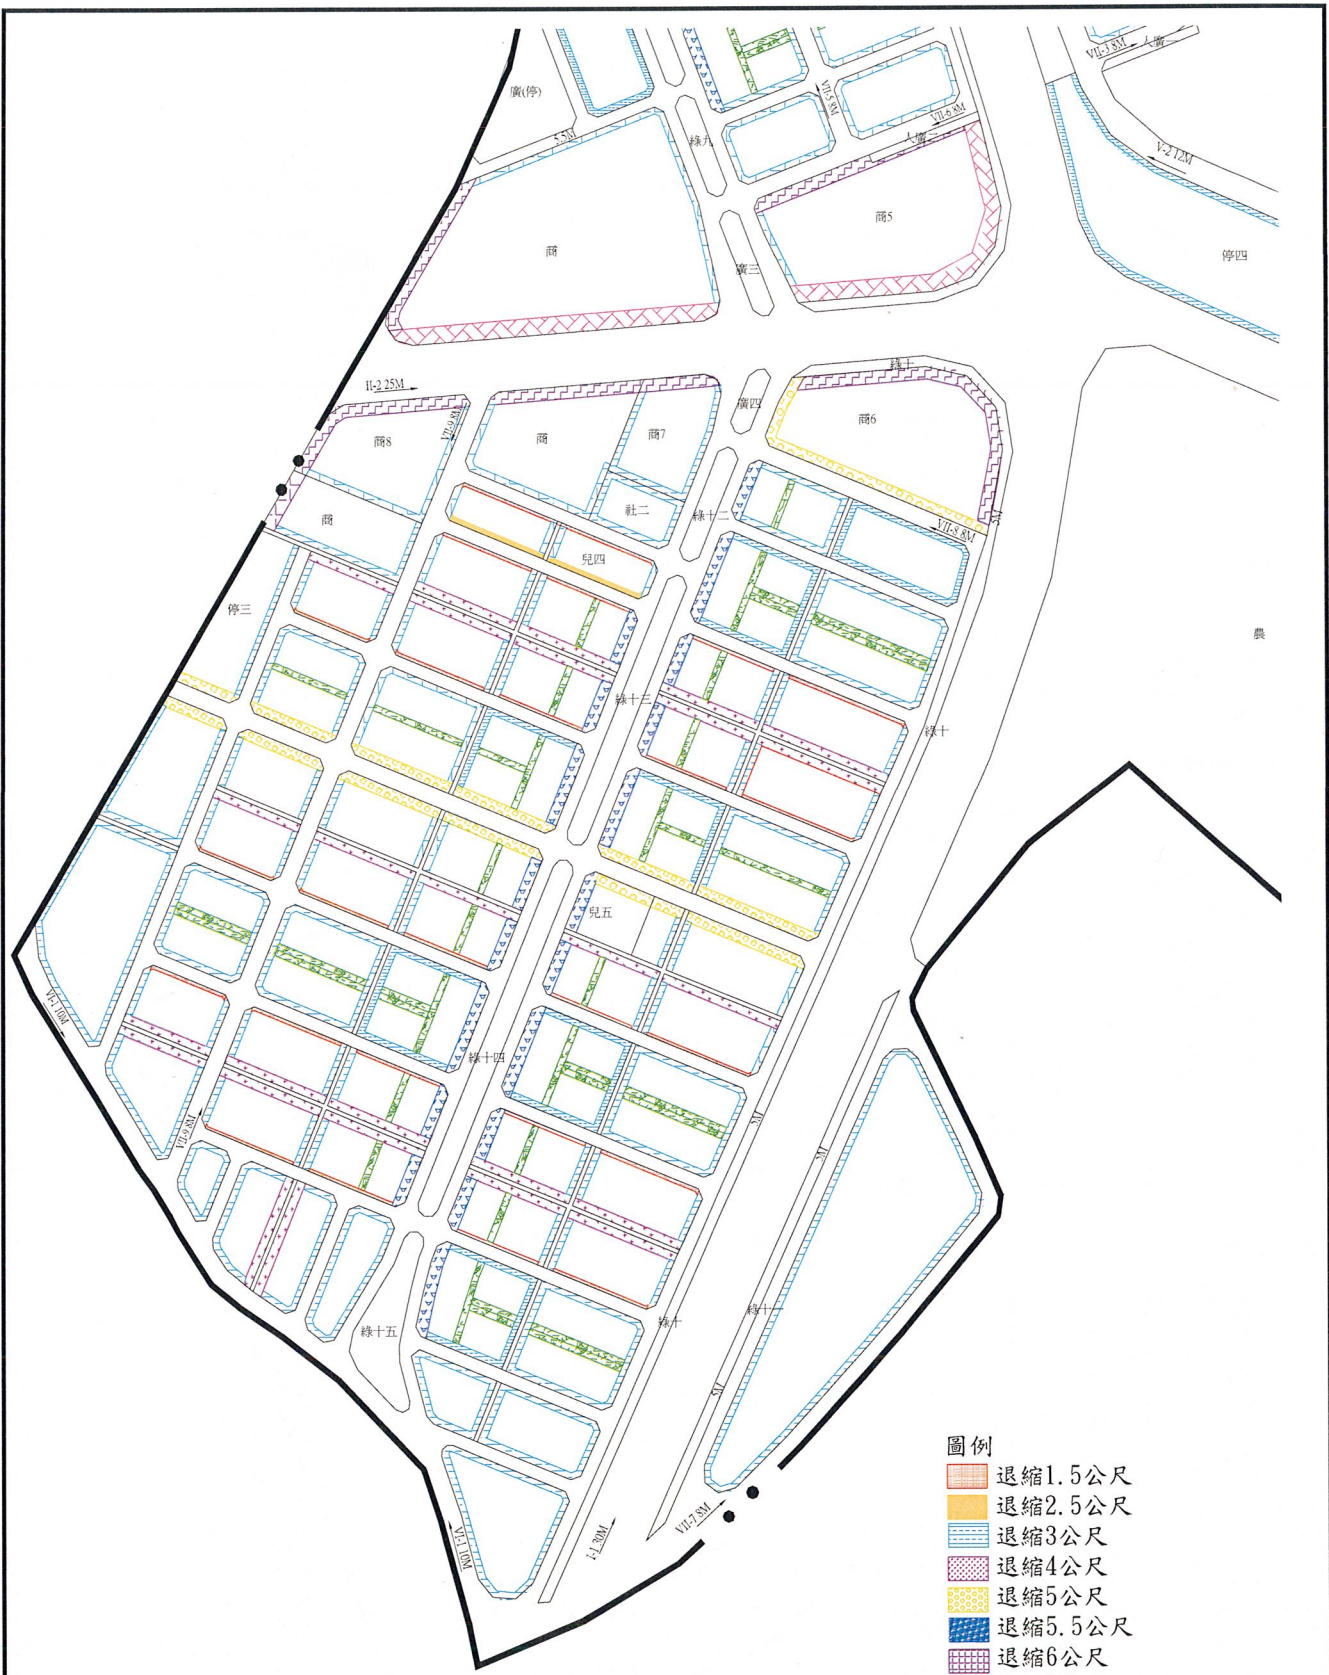 VII-3 8M
人廣一
廣(停)
VII-5 8M
VII-6 8M
5.5M
綠九
人廣二
V-2 12M
商5
商
廣三
停四
綠十
II-2 25M
廣四
VII-9 8M
商6
商8
商
商7
社二
綠十二
5M
VII-8 8M
商
兒四
停三
農
綠十三
綠十
兒五
VI-1 10M
綠十四
VII-9 8M
5M
5M
綠十五
綠十
綠十一
5M
VI-1 10M
I-1 30M
VII-7 8M
圖例
退縮1.5公尺
退縮2.5公尺
退縮3公尺
退縮4公尺
退縮5公尺
退縮5.5公尺
退縮6公尺